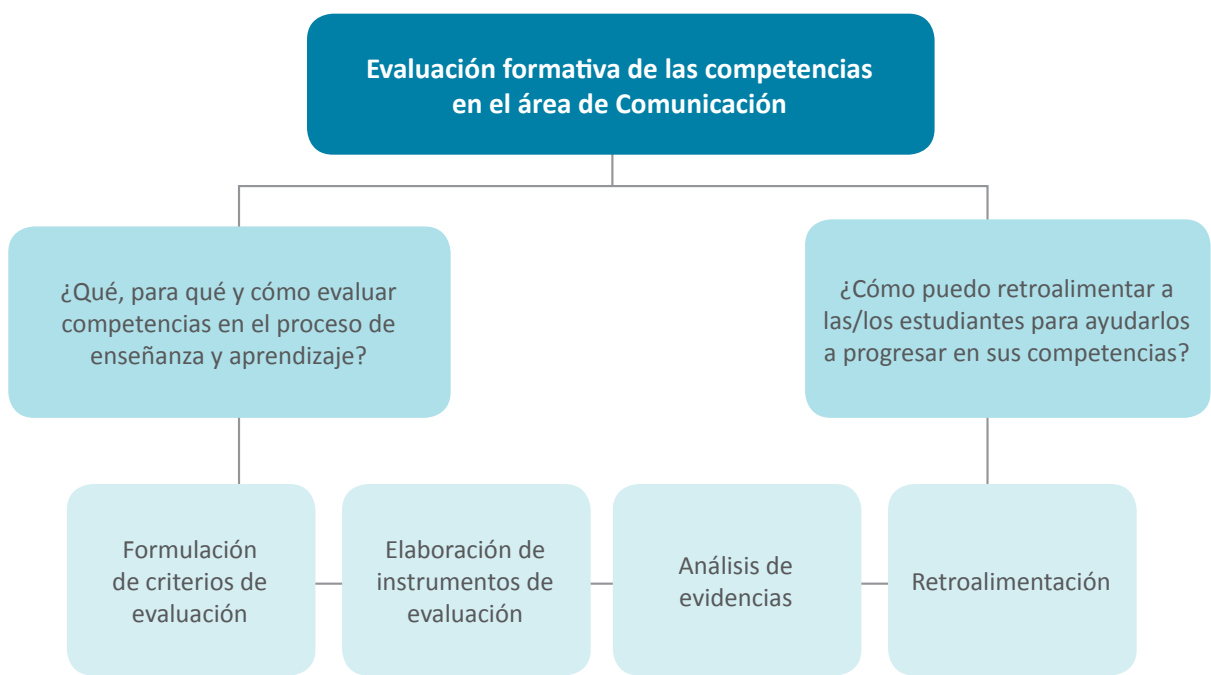 Evaluación formativa de las competencias
en el área de Comunicación
¿Qué, para qué y cómo evaluar
competencias en el proceso de
enseñanza y aprendizaje?
¿Cómo puedo retroalimentar a
las/los estudiantes para ayudarlos
a progresar en sus competencias?
Formulación
de criterios de
evaluación
Elaboración de
instrumentos de
evaluación
Análisis de
evidencias
Retroalimentación